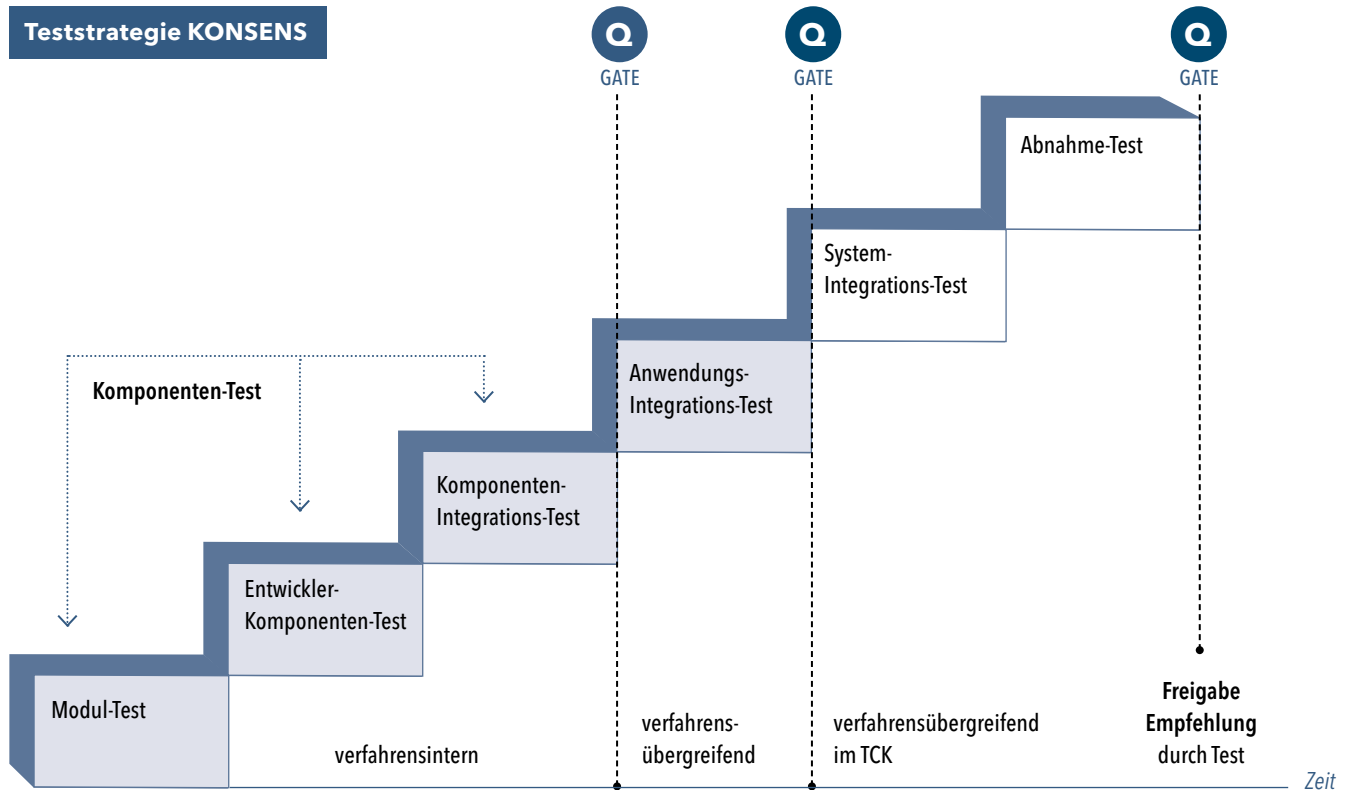 Teststrategie KONSENS
Q
GATE
Q
GATE
Q
GATE
Abnahme-Test
System-
Integrations-Test
Anwendungs-
Integrations-Test
Komponenten-Test
Komponenten-
Integrations-Test
Entwickler-
Komponenten-Test
Modul-Test
verfahrensintern
verfahrens-
übergreifend
verfahrensübergreifend
im TCK
Freigabe
Empfehlung
durch Test
Zeit